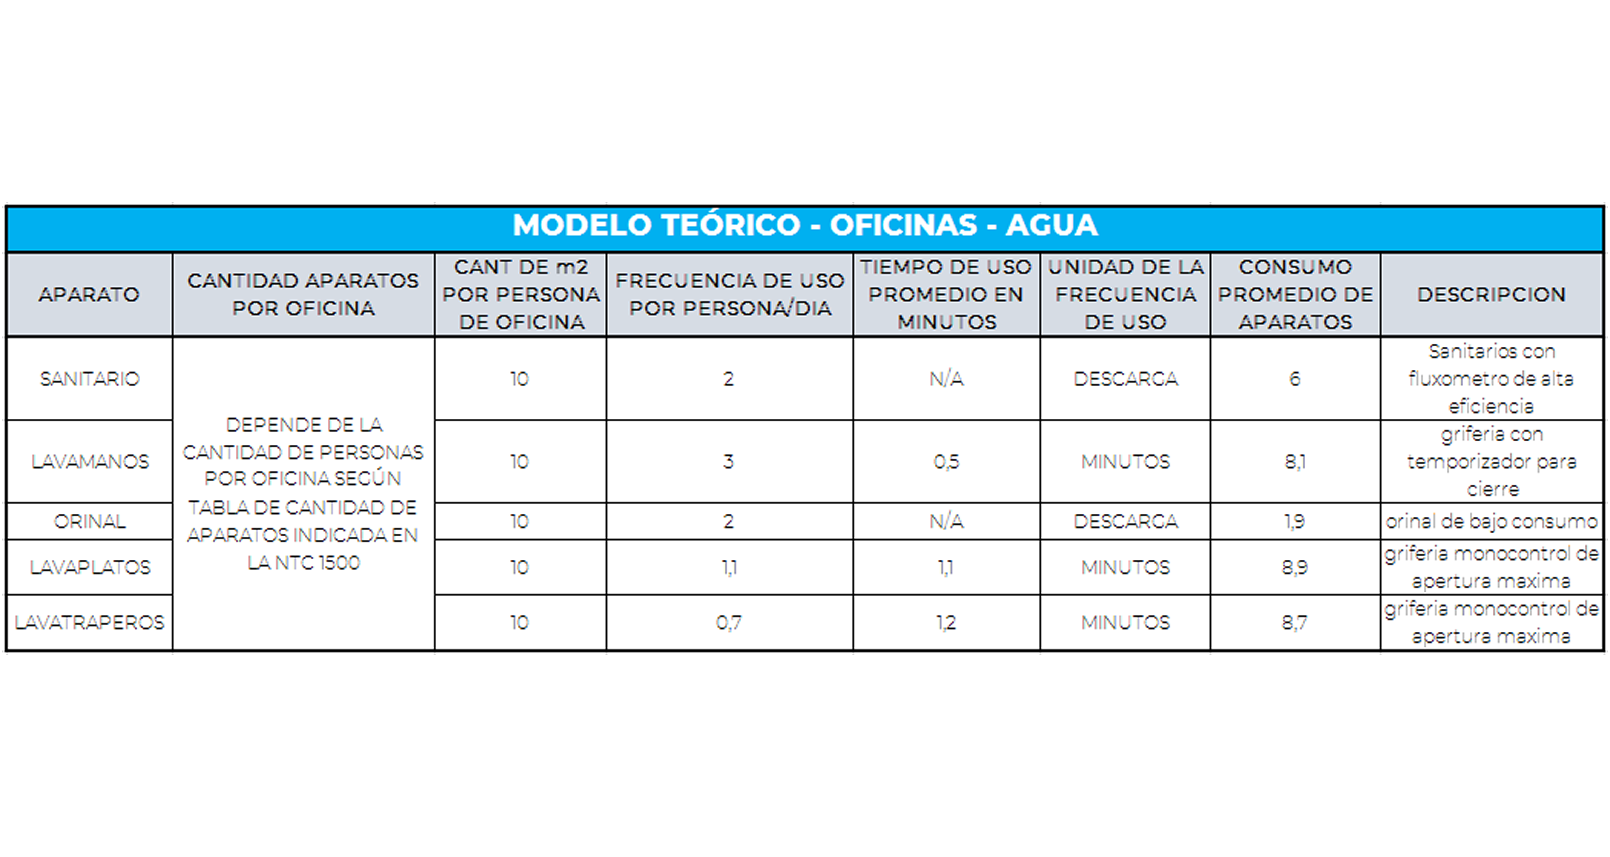 MODELO TEÓRICO - OFICINAS - AGUA
APARATO
CANTIDAD APARATOS
POR OFICINA
CANT DE m2
POR PERSONA
DE OFICINA
FRECUENCIA DE USO
POR PERSONA/DIA
TIEMPO DE USO
PROMEDIO EN
MINUTOS
UNIDAD DE LA
FRECUENCIA
DE USO
CONSUMO
PROMEDIO DE
APARATOS
DESCRIPCION
SANITARIO
DEPENDE DE LA
CANTIDAD DE PERSONAS
POR OFICINA SEGÚN
TABLA DE CANTIDAD DE
APARATOS INDICADA EN
LA NTC 1500
10
2
N/A
DESCARGA
6
Sanitarios con
fluxometro de alta
eficiencia
LAVAMANOS
10
3
0,5
MINUTOS
8,1
griferia con
temporizador para
cierre
ORINAL
10
2
N/A
DESCARGA
1,9
orinal de bajo consumo
LAVAPLATOS
10
1,1
1,1
MINUTOS
8,9
griferia monocontrol de
apertura maxima
LAVATRAPEROS
10
0,7
1,2
MINUTOS
8,7
griferia monocontrol de
apertura maxima